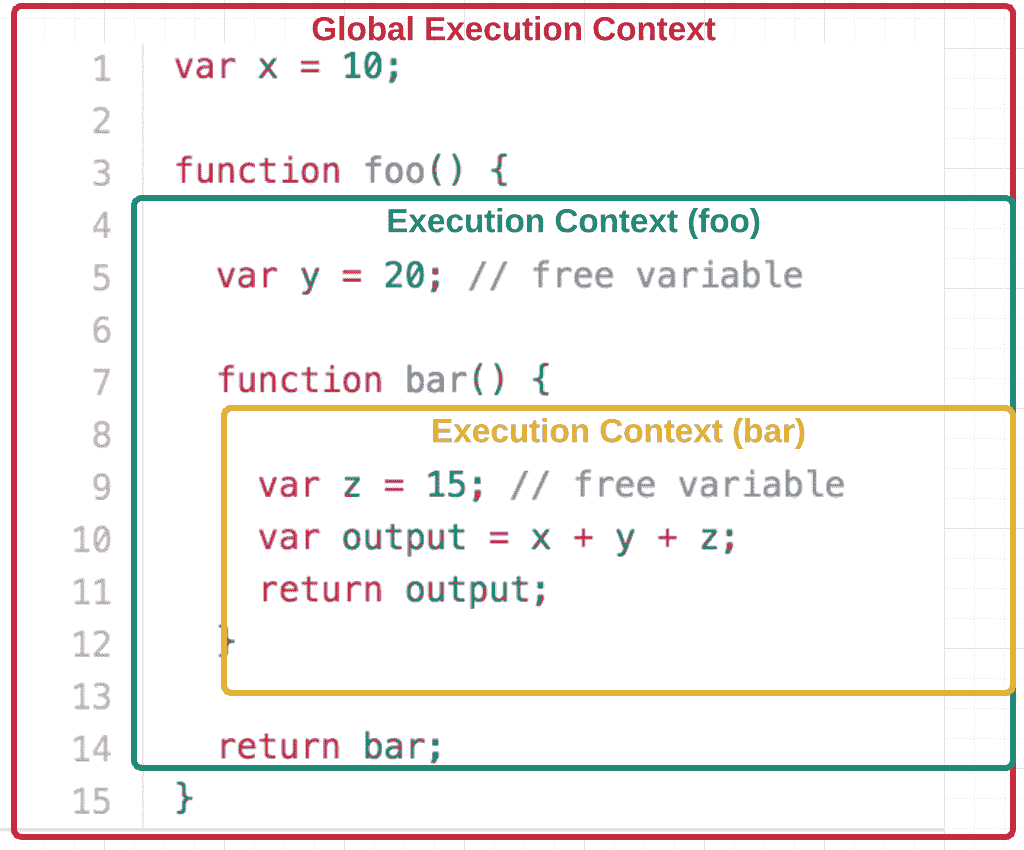 Global Execution Context
1 var x = 10;
2
3 function foo() {
4 Execution Context (foo)
5 var y = 20; // free variable
6
7 function bar() {
8 Execution Context (bar)
9 var z = 15; // free variable
10 var output = x + y + z;
11 return output;
12 }
13
14 return bar;
15 }